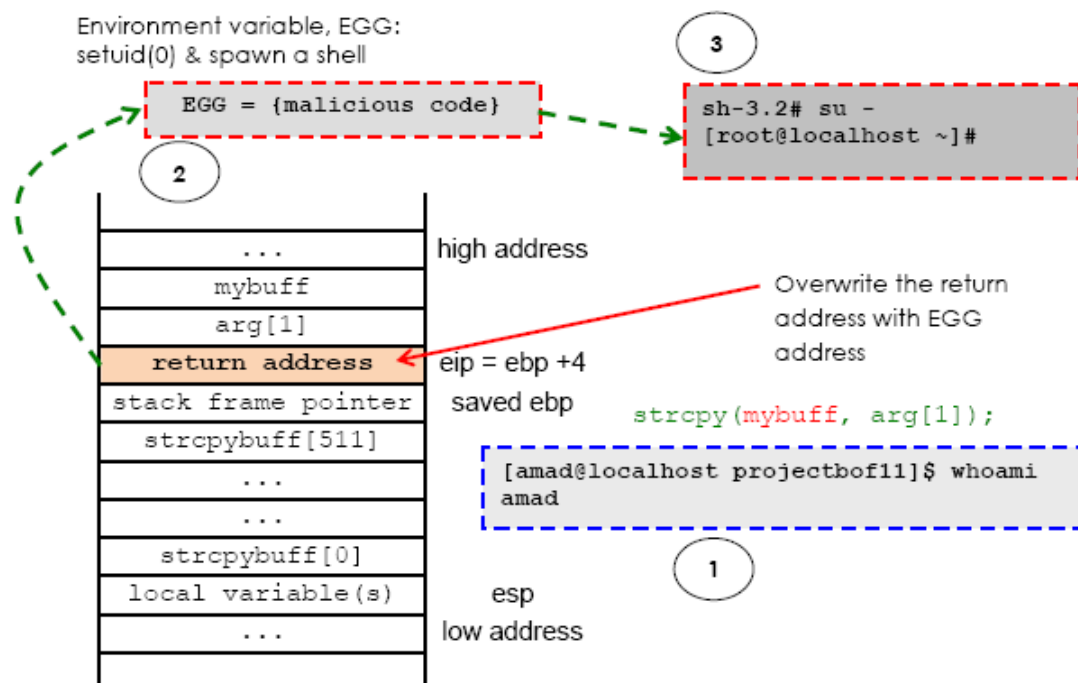 Environment variable, EGG:
setuid(0) & spawn a shell
EGG = {malicious code}
3
sh-3.2# su -
[root@localhost ~]#
2
...
high address
mybuff
arg[1]
return address
eip = ebp +4
Overwrite the return
address with EGG
address
stack frame pointer
saved ebp
strcpybuff[511]
...
...
strcpybuff[0]
local variable(s)
esp
...
low address
strcpy(mybuff, arg[1]);
[amad@localhost projectbof11]$ whoami
amad
1